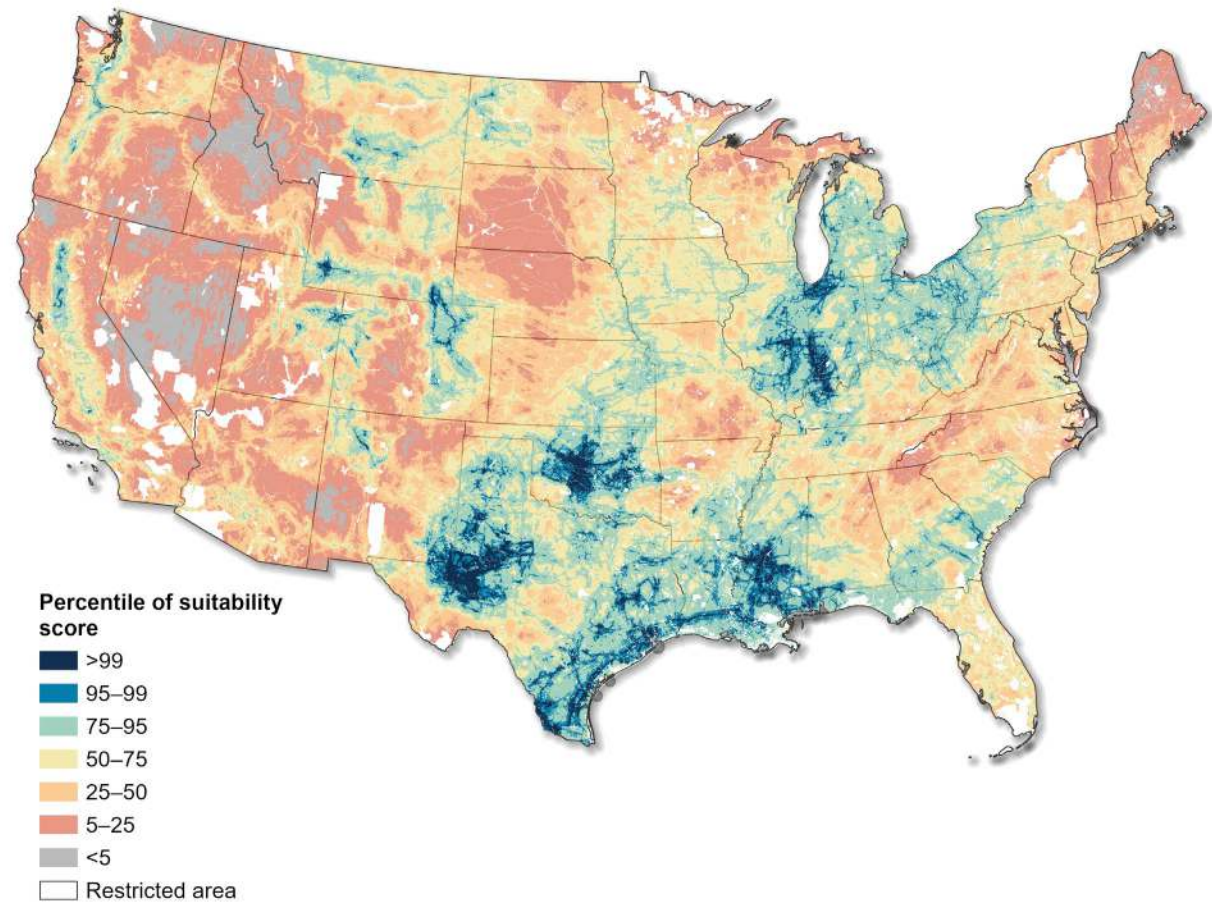 Percentile of suitability
score
>99
95–99
75–95
50–75
25–50
5–25
<5
Restricted area